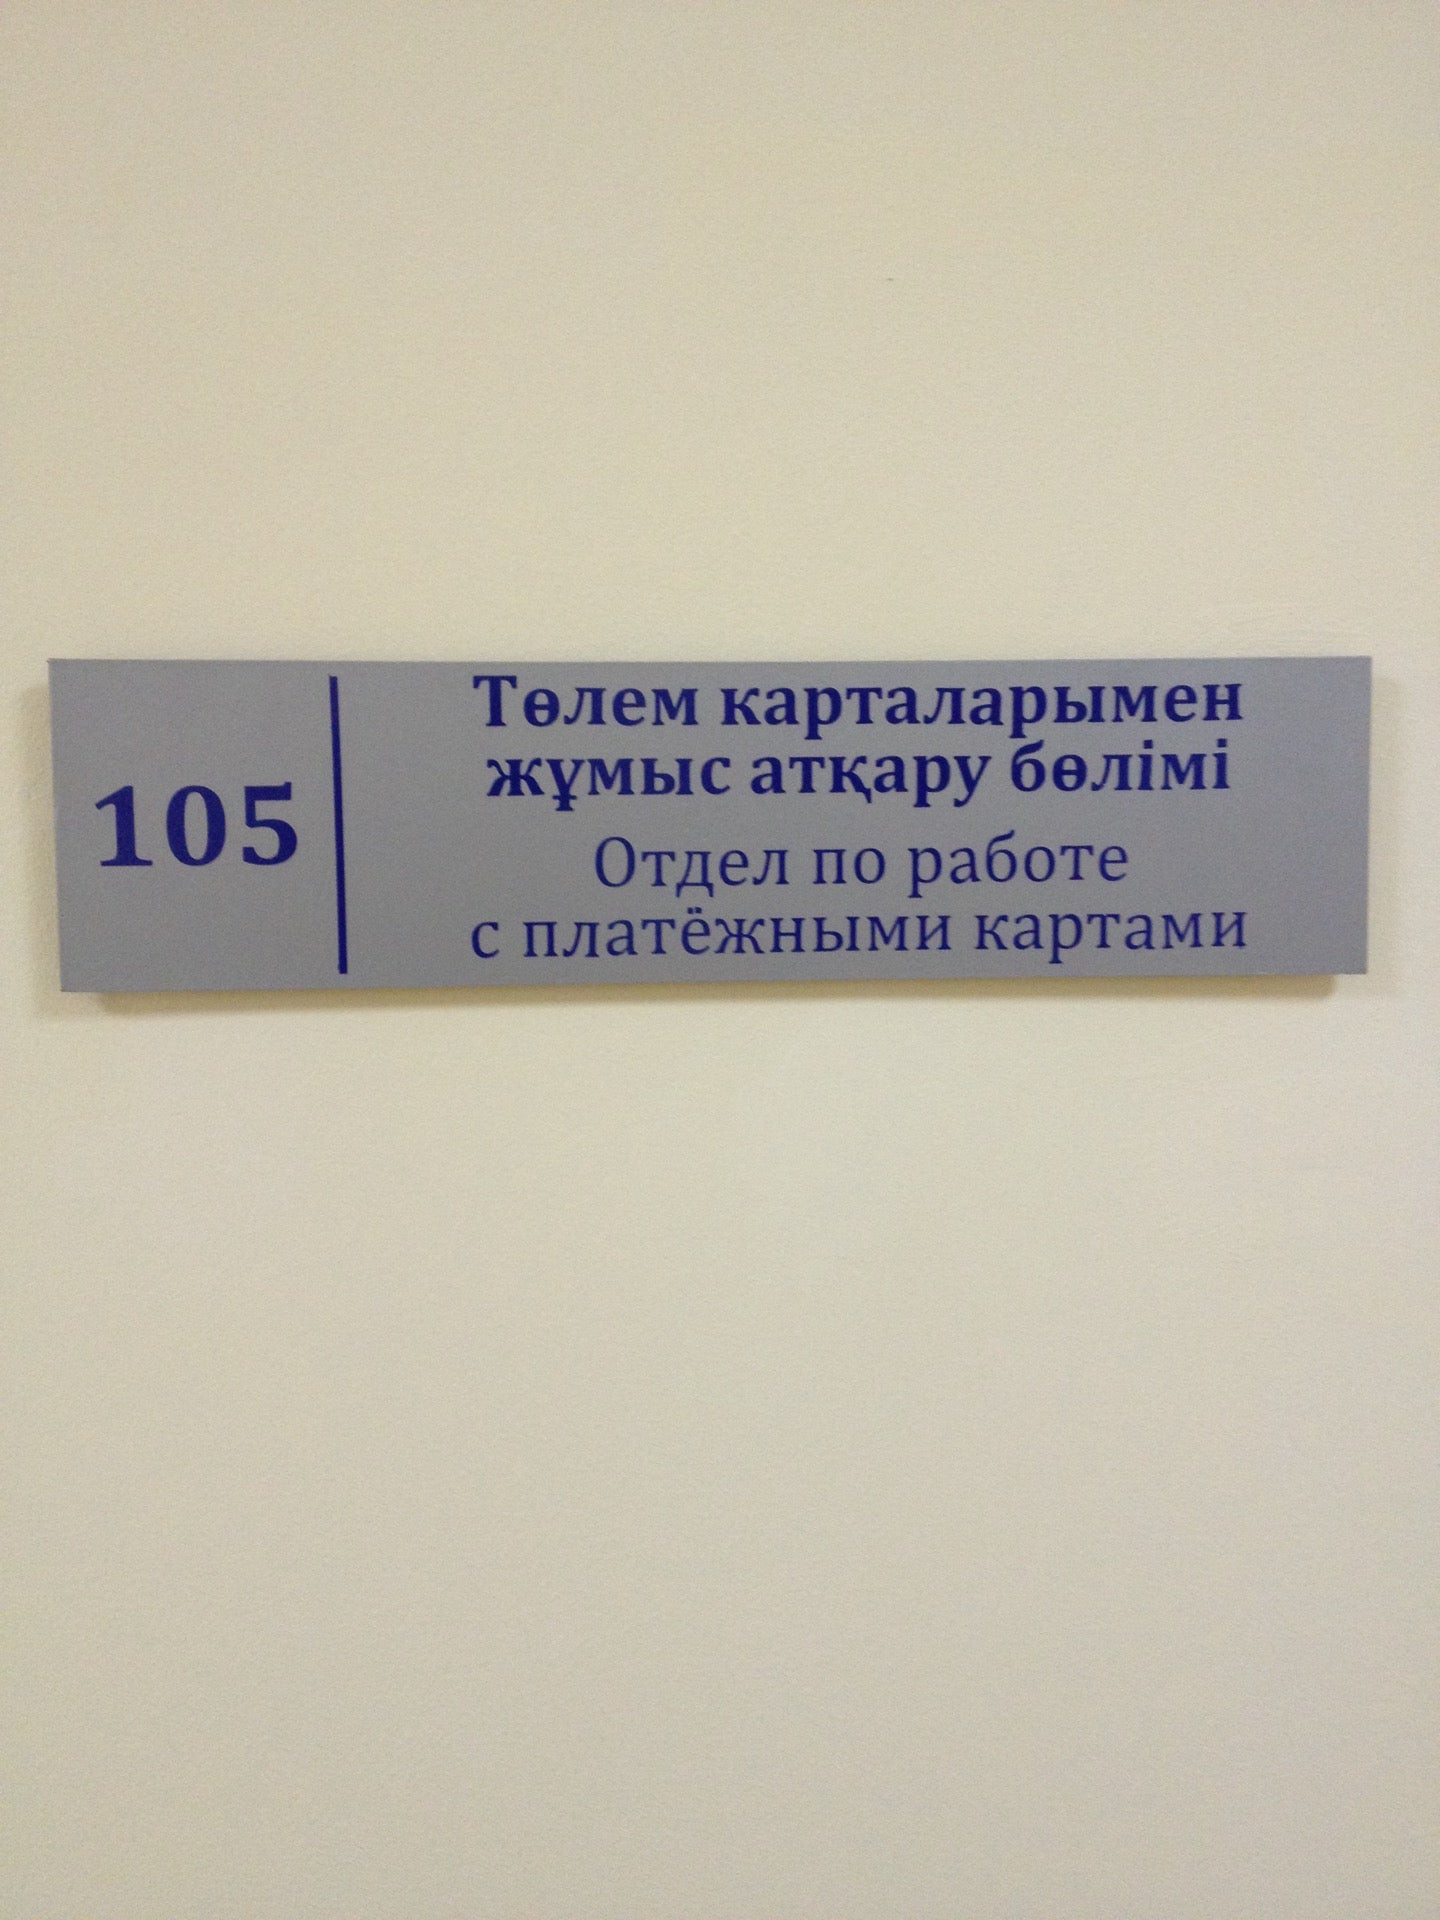 105
Төлем карталарымен
жұмыс атқару бөлімі
Отдел по работе
с платёжными картами